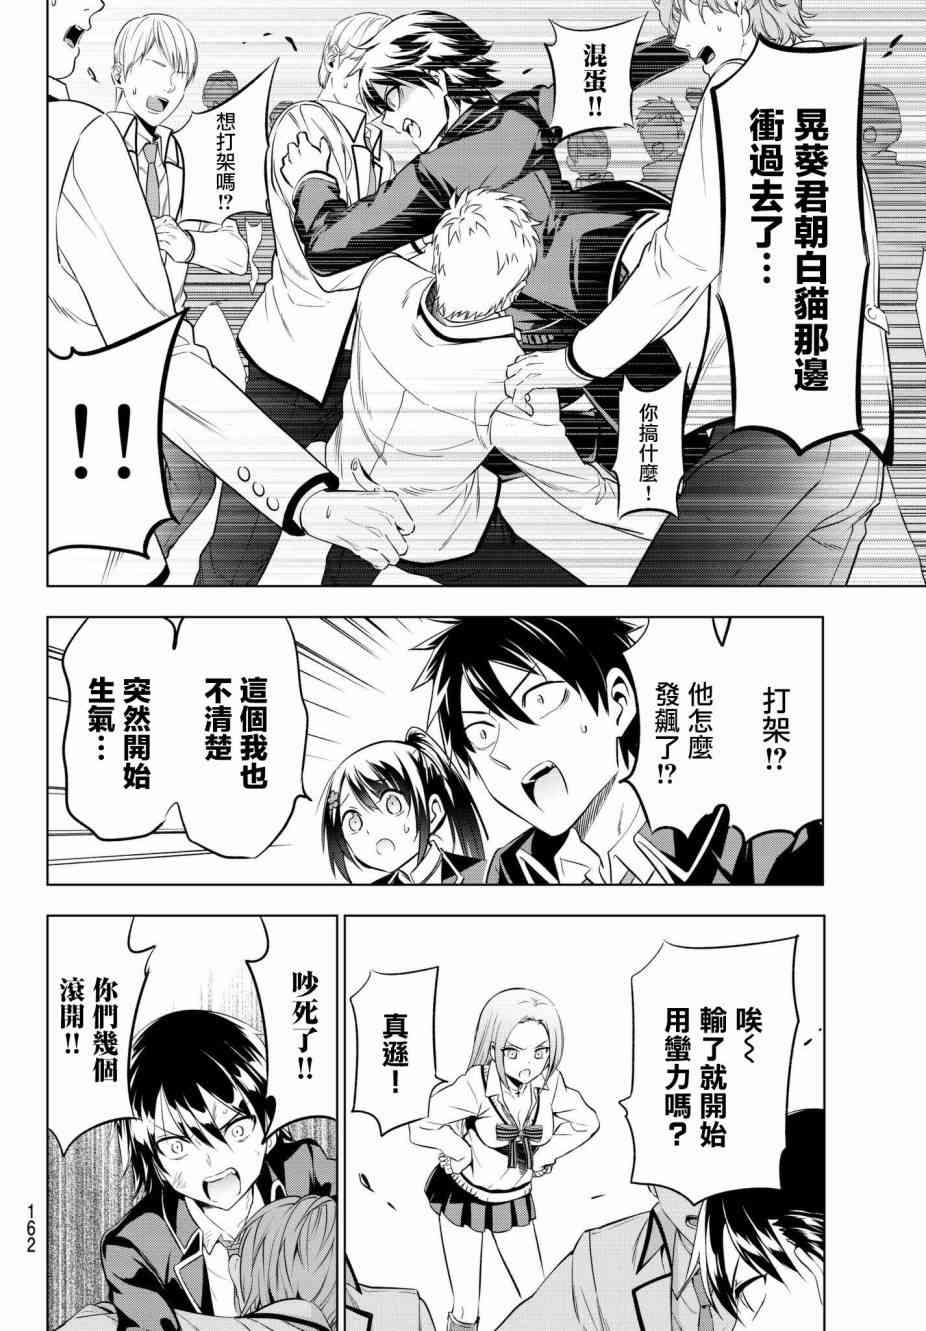 晃葵君朝白貓那邊
衝過去了…
混蛋!!
想打架嗎!?
你搞什麼！
！！
打架!?
他怎麼
發飆了!?
這個我也
不清楚
突然開始
生氣…
唉～
輸了就開始
用蠻力嗎？
真遜！
吵死了!!
你們幾個
滾開!!
162